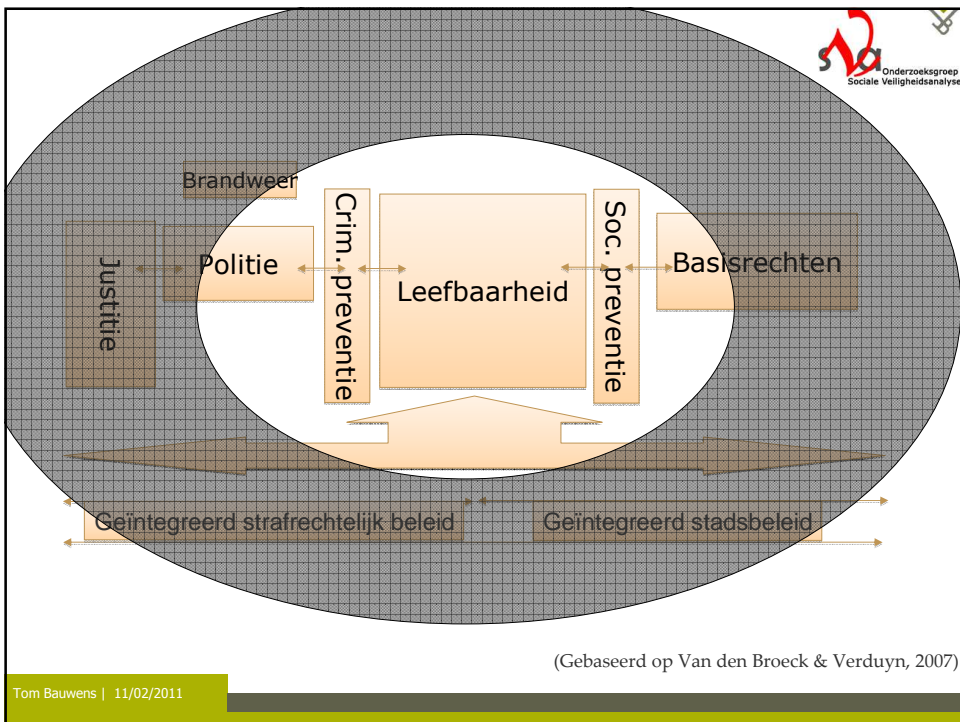 sva
Onderzoeksgroep
Sociale Veiligheidsanalyse
Brandweer
Justitie
Politie
Crim. preventie
Leefbaarheid
Soc. preventie
Basisrechten
Geïntegreerd strafrechtelijk beleid
Geïntegreerd stadsbeleid
(Gebaseerd op Van den Broeck & Verduyn, 2007)
Tom Bauwens | 11/02/2011